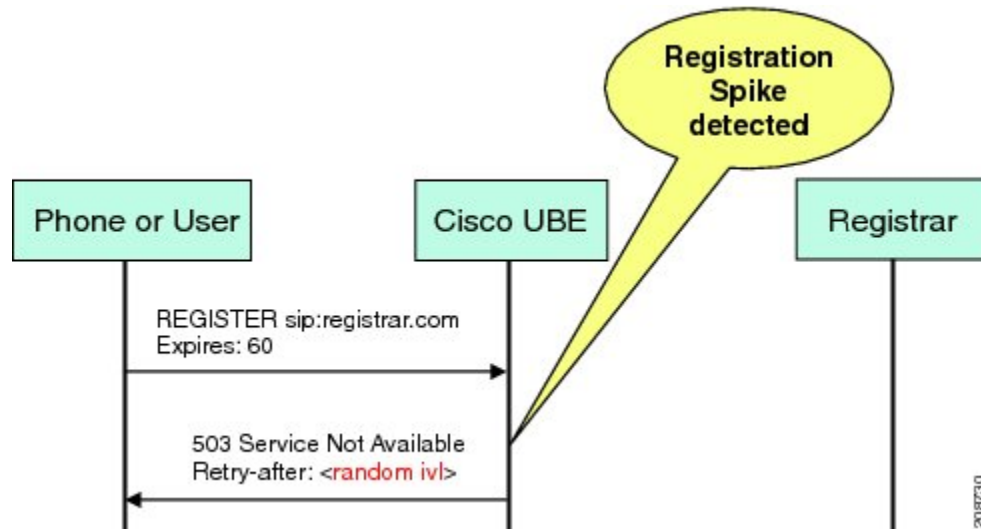 Registration
Spike
detected
Phone or User
Cisco UBE
Registrar
REGISTER sip:registrar.com
Expires: 60
503 Service Not Available
Retry-after: <random ivl>